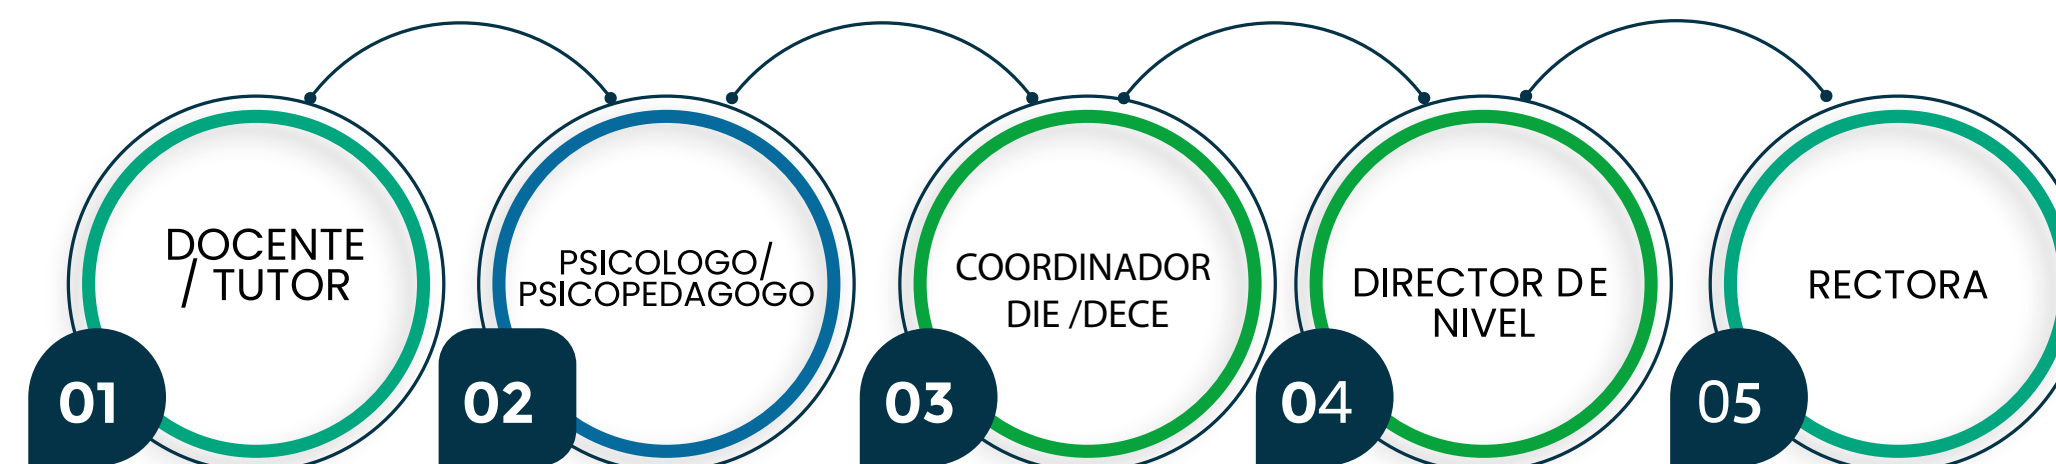 DOCENTE
/ TUTOR
01
PSICOLOGO/
PSICOPEDAGOGO
02
COORDINADOR
DIE /DECE
03
DIRECTOR DE
NIVEL
04
RECTORA
05